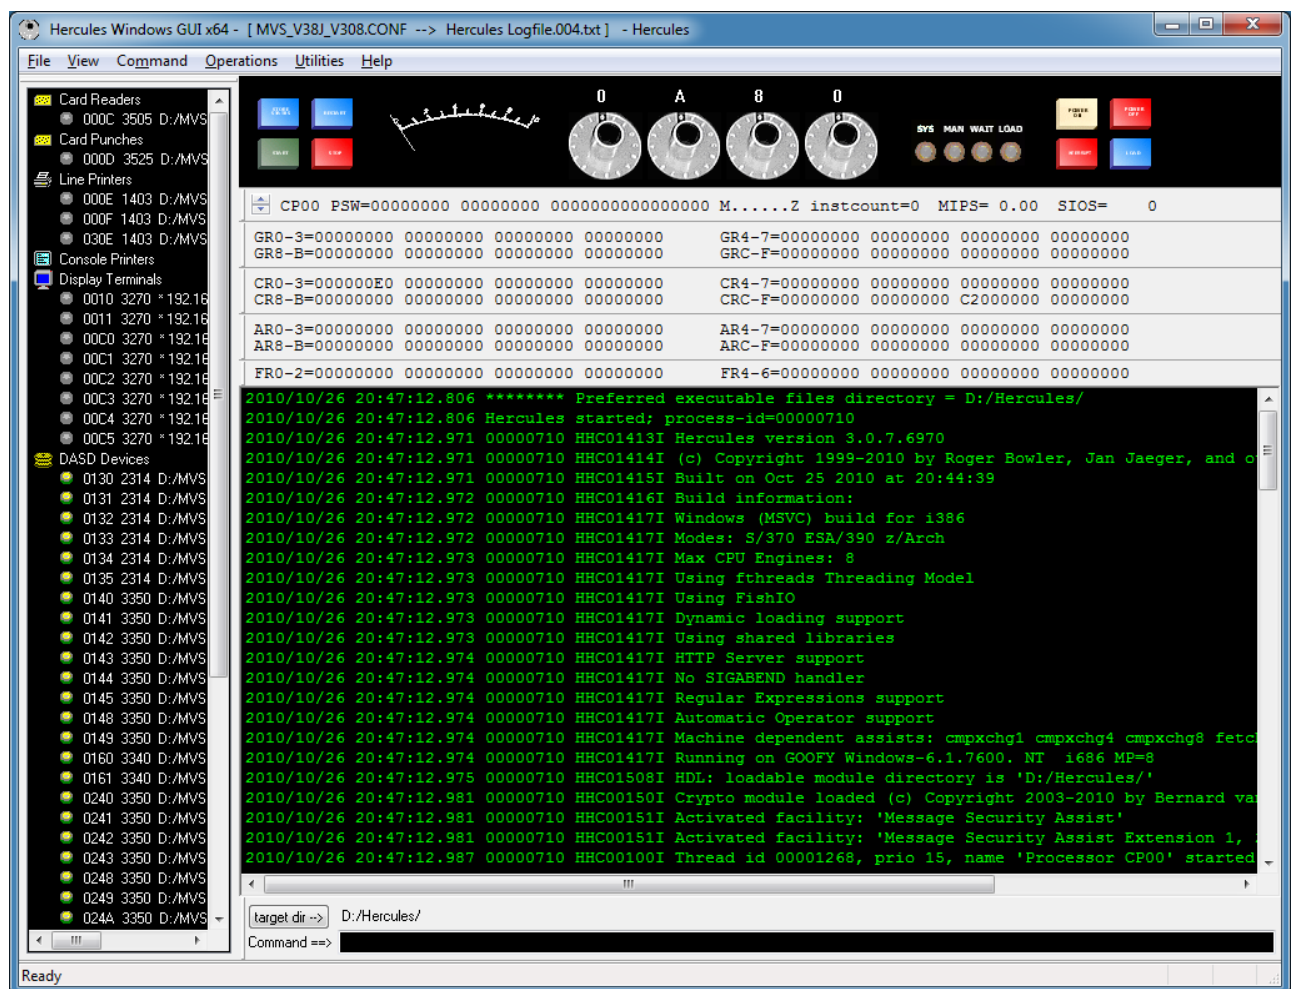 Hercules Windows GUI x64 - [ MVS_V38J_V308.CONF --> Hercules Logfile.004.txt ] - Hercules
File View Command Operations Utilities Help
Card Readers
000C 3505 D:/MVS
Card Punches
000D 3525 D:/MVS
Line Printers
000E 1403 D:/MVS
000F 1403 D:/MVS
030E 1403 D:/MVS
Console Printers
Display Terminals
0010 3270 * 192.16
0011 3270 * 192.16
00C0 3270 * 192.16
00C1 3270 * 192.16
00C2 3270 * 192.16
00C3 3270 * 192.16
00C4 3270 * 192.16
00C5 3270 * 192.16
DASD Devices
0130 2314 D:/MVS
0131 2314 D:/MVS
0132 2314 D:/MVS
0133 2314 D:/MVS
0134 2314 D:/MVS
0135 2314 D:/MVS
0140 3350 D:/MVS
0141 3350 D:/MVS
0142 3350 D:/MVS
0143 3350 D:/MVS
0144 3350 D:/MVS
0145 3350 D:/MVS
0148 3350 D:/MVS
0149 3350 D:/MVS
0160 3340 D:/MVS
0161 3340 D:/MVS
0240 3350 D:/MVS
0241 3350 D:/MVS
0242 3350 D:/MVS
0243 3350 D:/MVS
0248 3350 D:/MVS
0249 3350 D:/MVS
024A 3350 D:/MVS
0 A 8 0
SYS MAN WAIT LOAD
POWER ON
POWER OFF
RESTART
START
STOP
INTERRUPT
LOAD
CP00 PSW=00000000 00000000 0000000000000000 M......Z instcount=0 MIPS= 0.00 SIOS= 0
GR0-3=00000000 00000000 00000000 00000000 GR4-7=00000000 00000000 00000000 00000000
GR8-B=00000000 00000000 00000000 00000000 GRC-F=00000000 00000000 00000000 00000000
CR0-3=000000E0 00000000 00000000 00000000 CR4-7=00000000 00000000 00000000 00000000
CR8-B=00000000 00000000 00000000 00000000 CRC-F=00000000 00000000 C2000000 00000000
AR0-3=00000000 00000000 00000000 00000000 AR4-7=00000000 00000000 00000000 00000000
AR8-B=00000000 00000000 00000000 00000000 ARC-F=00000000 00000000 00000000 00000000
FR0-2=00000000 00000000 00000000 00000000 FR4-6=00000000 00000000 00000000 00000000
2010/10/26 20:47:12.806 ******** Preferred executable files directory = D:/Hercules/
2010/10/26 20:47:12.806 Hercules started; process-id=00000710
2010/10/26 20:47:12.971 00000710 HHC01413I Hercules version 3.0.7.6970
2010/10/26 20:47:12.971 00000710 HHC01414I (c) Copyright 1999-2010 by Roger Bowler, Jan Jaeger, and o
2010/10/26 20:47:12.971 00000710 HHC01415I Built on Oct 25 2010 at 20:44:39
2010/10/26 20:47:12.972 00000710 HHC01416I Build information:
2010/10/26 20:47:12.972 00000710 HHC01417I Windows (MSVC) build for i386
2010/10/26 20:47:12.972 00000710 HHC01417I Modes: S/370 ESA/390 z/Arch
2010/10/26 20:47:12.973 00000710 HHC01417I Max CPU Engines: 8
2010/10/26 20:47:12.973 00000710 HHC01417I Using fthreads Threading Model
2010/10/26 20:47:12.973 00000710 HHC01417I Using FishIO
2010/10/26 20:47:12.973 00000710 HHC01417I Dynamic loading support
2010/10/26 20:47:12.973 00000710 HHC01417I Using shared libraries
2010/10/26 20:47:12.974 00000710 HHC01417I HTTP Server support
2010/10/26 20:47:12.974 00000710 HHC01417I No SIGABEND handler
2010/10/26 20:47:12.974 00000710 HHC01417I Regular Expressions support
2010/10/26 20:47:12.974 00000710 HHC01417I Automatic Operator support
2010/10/26 20:47:12.974 00000710 HHC01417I Machine dependent assists: cmpxchg1 cmpxchg4 cmpxchg8 fetc
2010/10/26 20:47:12.974 00000710 HHC01417I Running on GOOFY Windows-6.1.7600. NT i686 MP=8
2010/10/26 20:47:12.975 00000710 HHC01508I HDL: loadable module directory is 'D:/Hercules/'
2010/10/26 20:47:12.981 00000710 HHC00150I Crypto module loaded (c) Copyright 2003-2010 by Bernard va
2010/10/26 20:47:12.981 00000710 HHC00151I Activated facility: 'Message Security Assist'
2010/10/26 20:47:12.981 00000710 HHC00151I Activated facility: 'Message Security Assist Extension 1,
2010/10/26 20:47:12.987 00000710 HHC00100I Thread id 00001268, prio 15, name 'Processor CP00' started
target dir --> D:/Hercules/
Command ==>
Ready